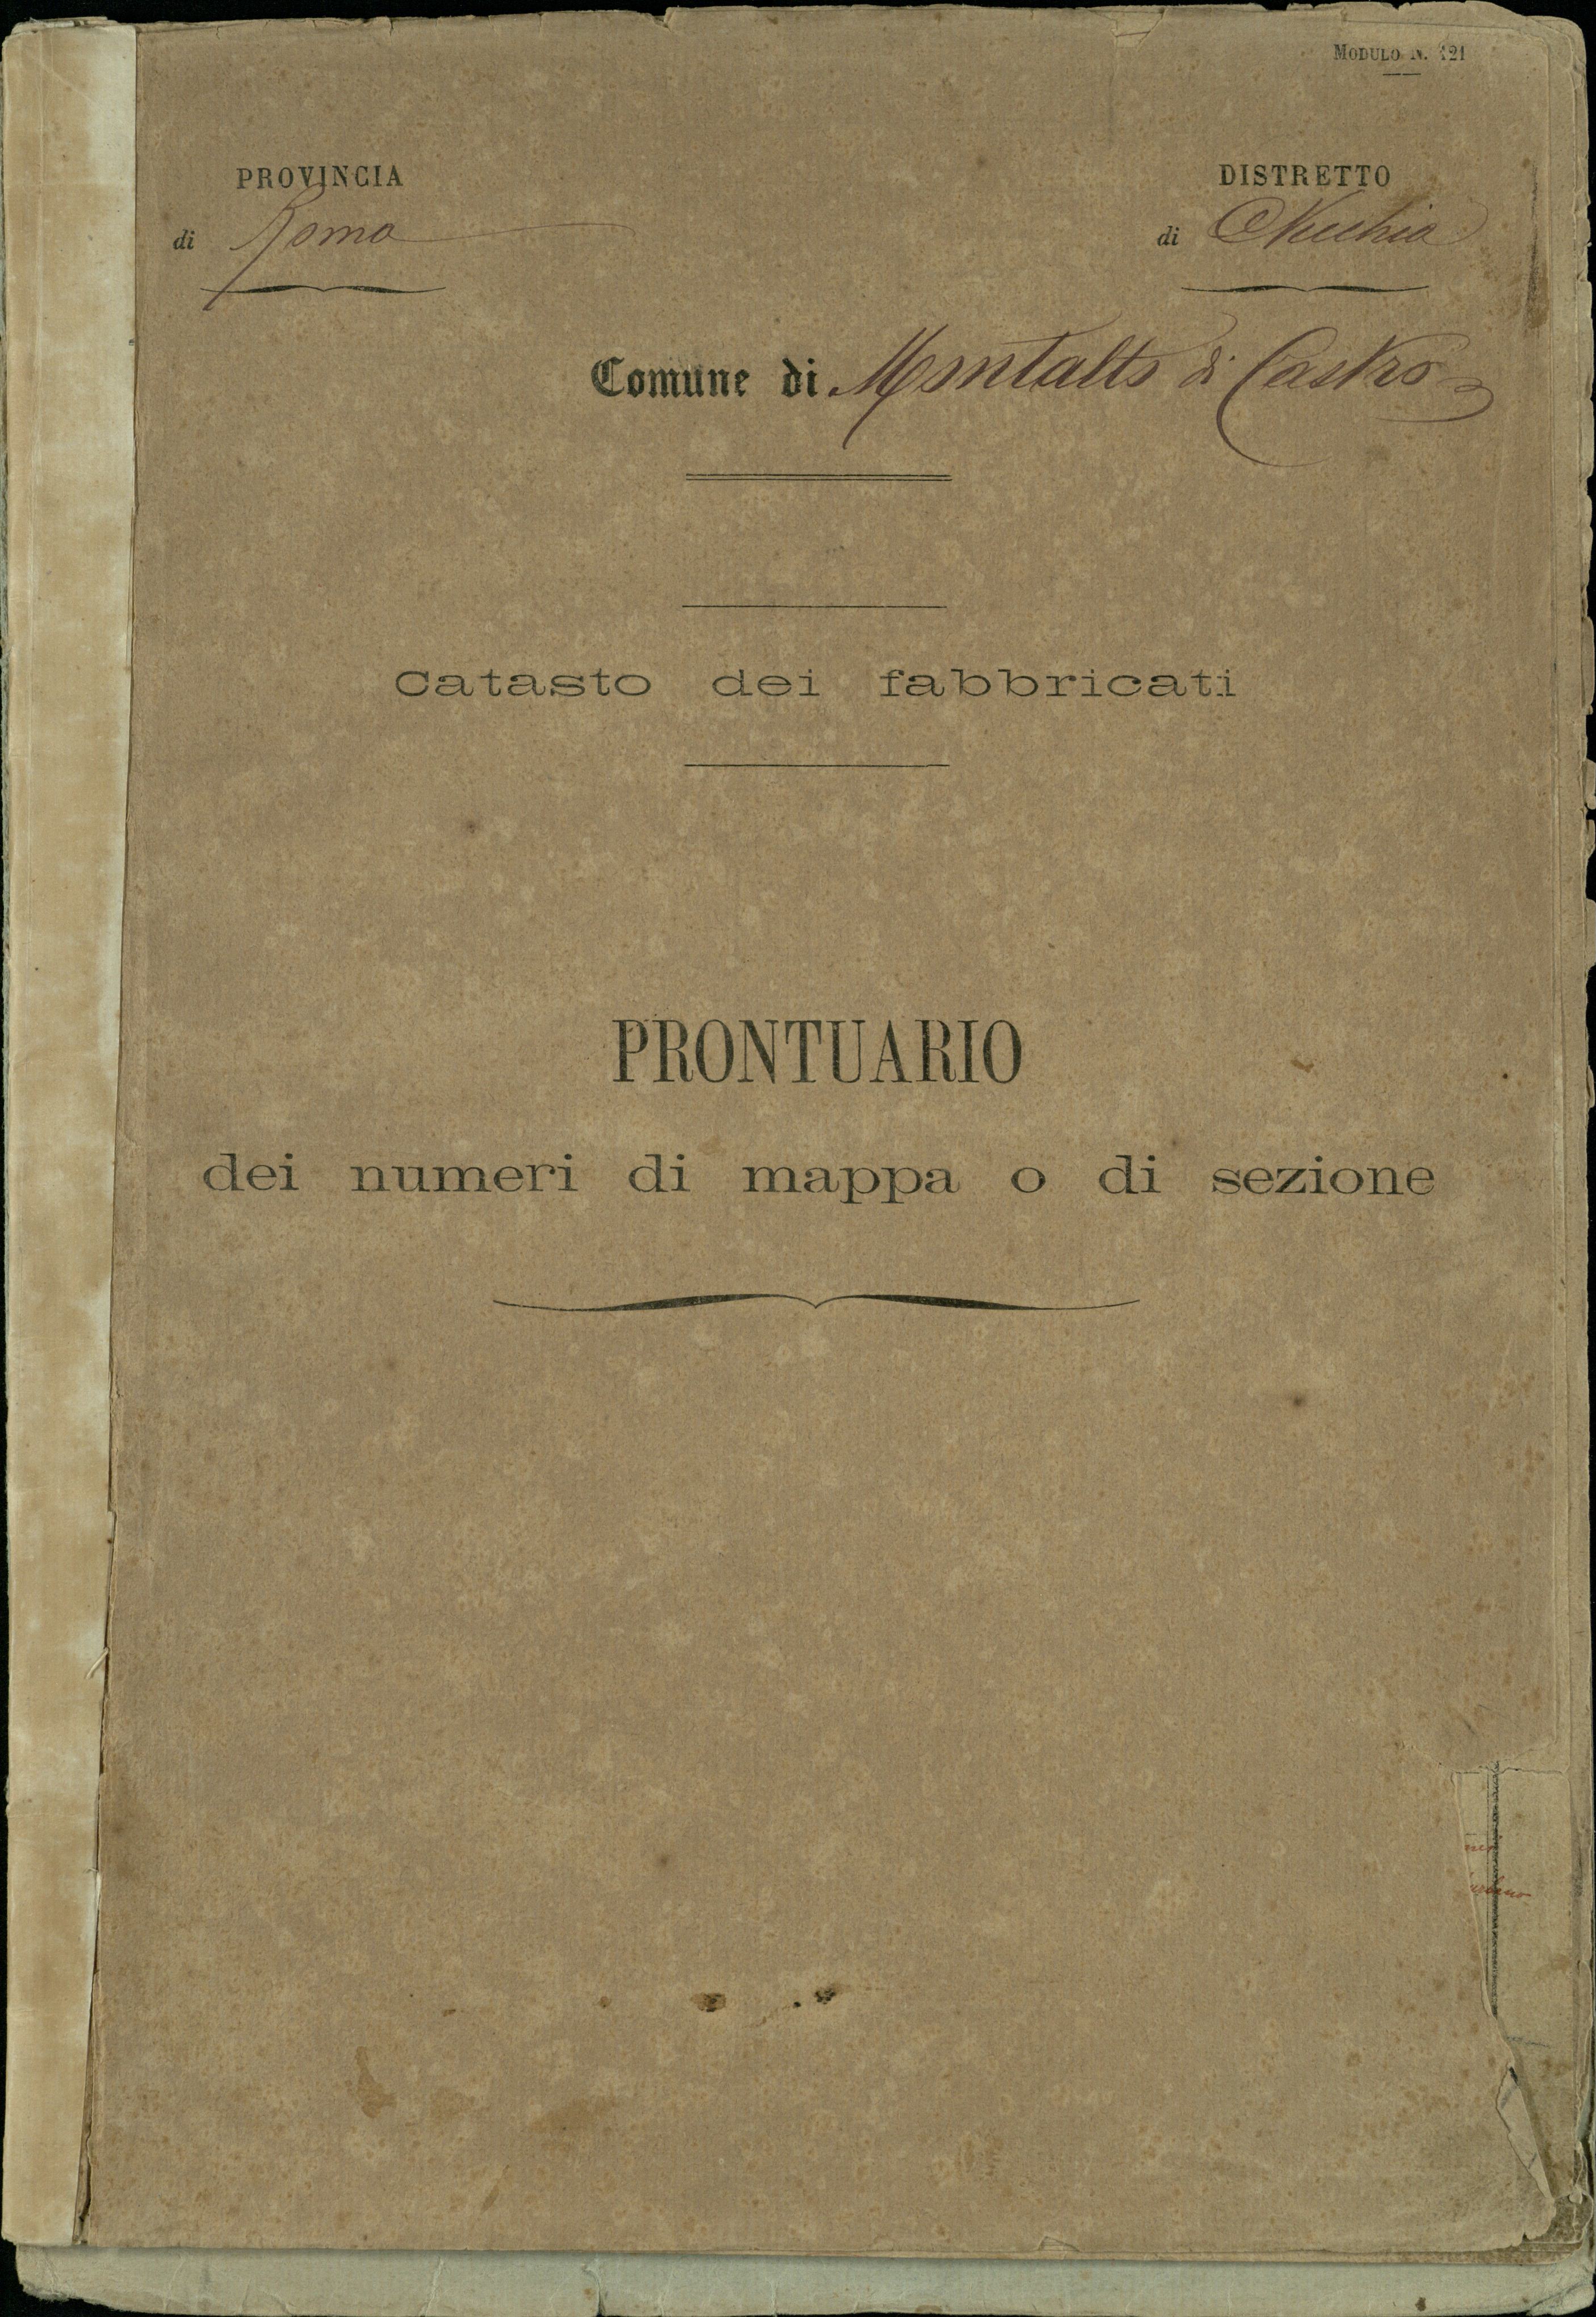 MODULO N. 121
PROVINCIA
di Roma
DISTRETTO
di CVecchia
Comune di Montalto di Castro
Catasto dei fabbricati
PRONTUARIO
dei numeri di mappa o di sezione